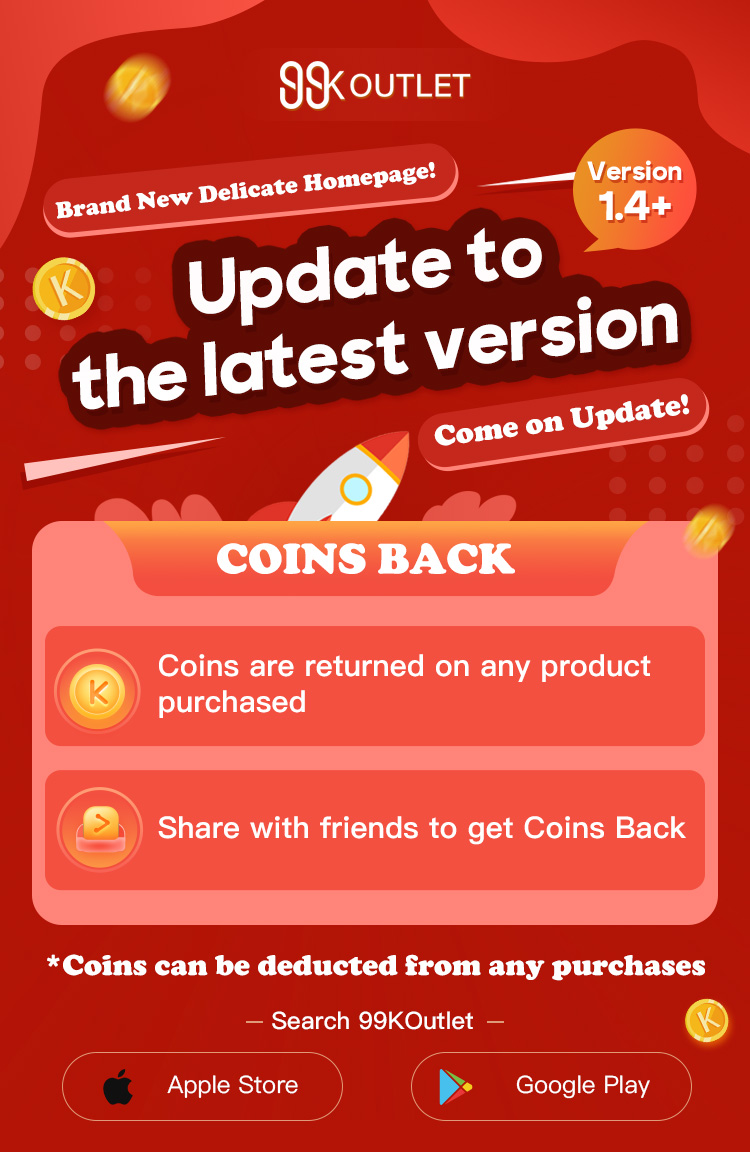 99K OUTLET
Brand New Delicate Homepage!
Version
1.4+
Update to
the latest version
Come on Update!
COINS BACK
K
Coins are returned on any product
purchased
Share with friends to get Coins Back
*Coins can be deducted from any purchases
— Search 99KOutlet —
K
Apple Store
Google Play